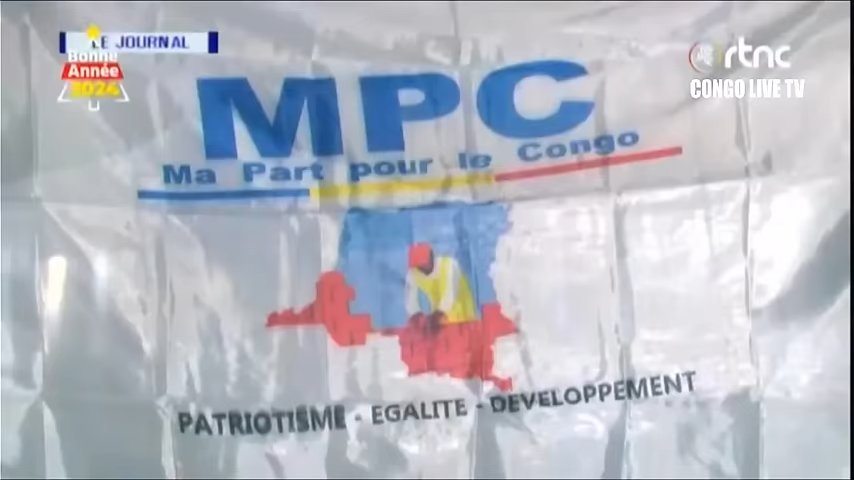 LE JOURNAL
Bonne
Année
2024
rtnc
CONGO LIVE TV
MPC
Ma Part pour le Congo
PATRIOTISME - EGALITE - DEVELOPPEMENT